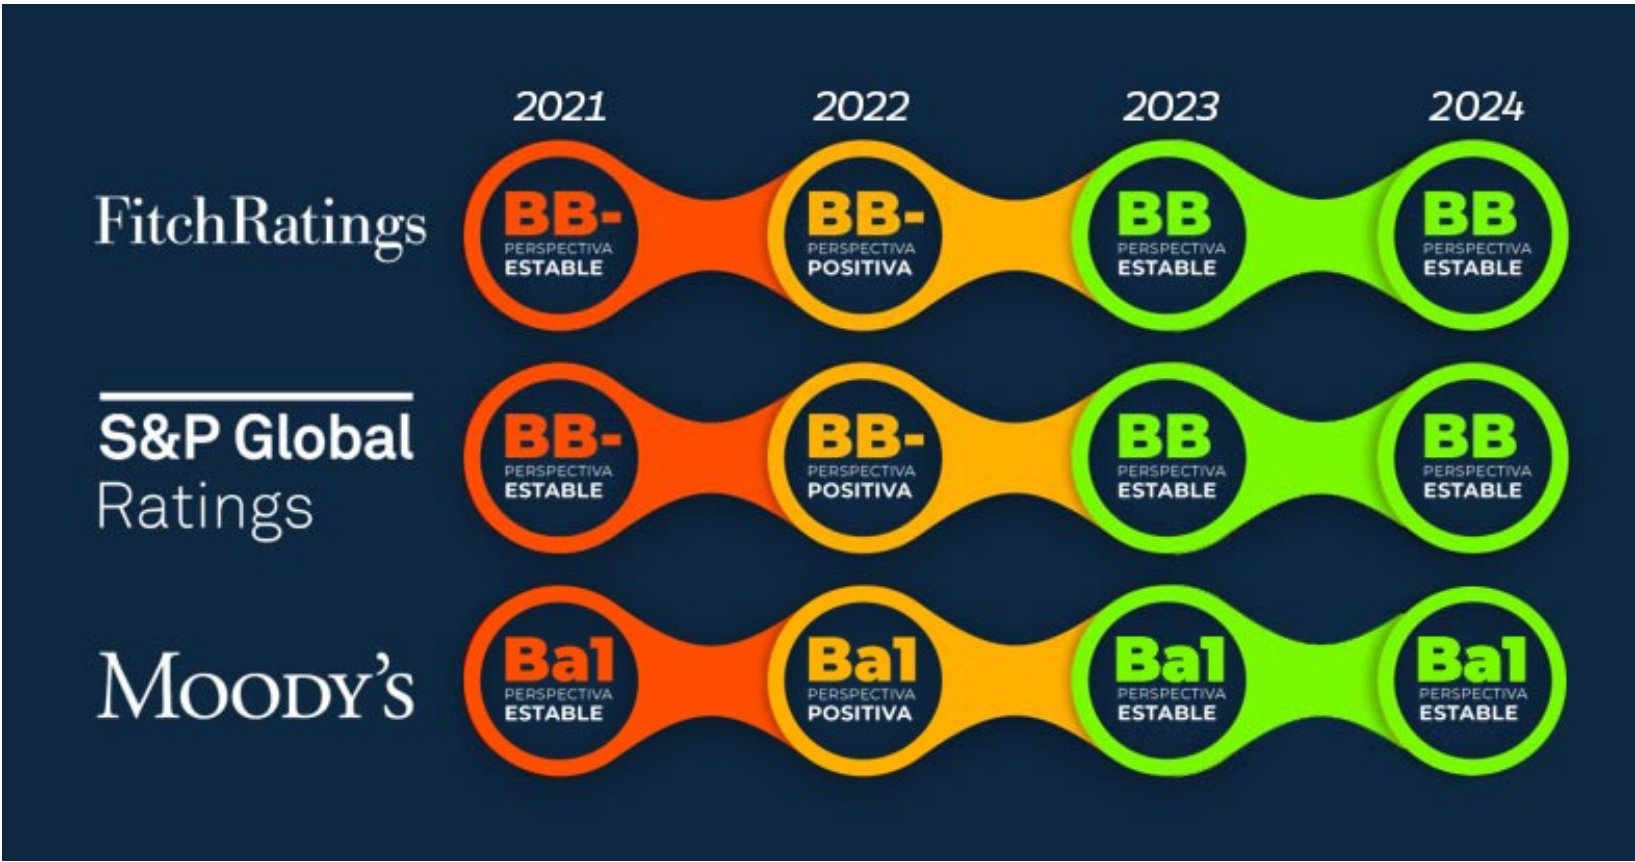 2021 2022 2023 2024
FitchRatings
BB- BB- BB BB
PERSPECTIVA PERSPECTIVA PERSPECTIVA PERSPECTIVA
ESTABLE POSITIVA ESTABLE ESTABLE
S&P Global
Ratings
BB- BB- BB BB
PERSPECTIVA PERSPECTIVA PERSPECTIVA PERSPECTIVA
ESTABLE POSITIVA ESTABLE ESTABLE
MOODY'S
Ba1 Ba1 Ba1 Ba1
PERSPECTIVA PERSPECTIVA PERSPECTIVA PERSPECTIVA
ESTABLE POSITIVA ESTABLE ESTABLE